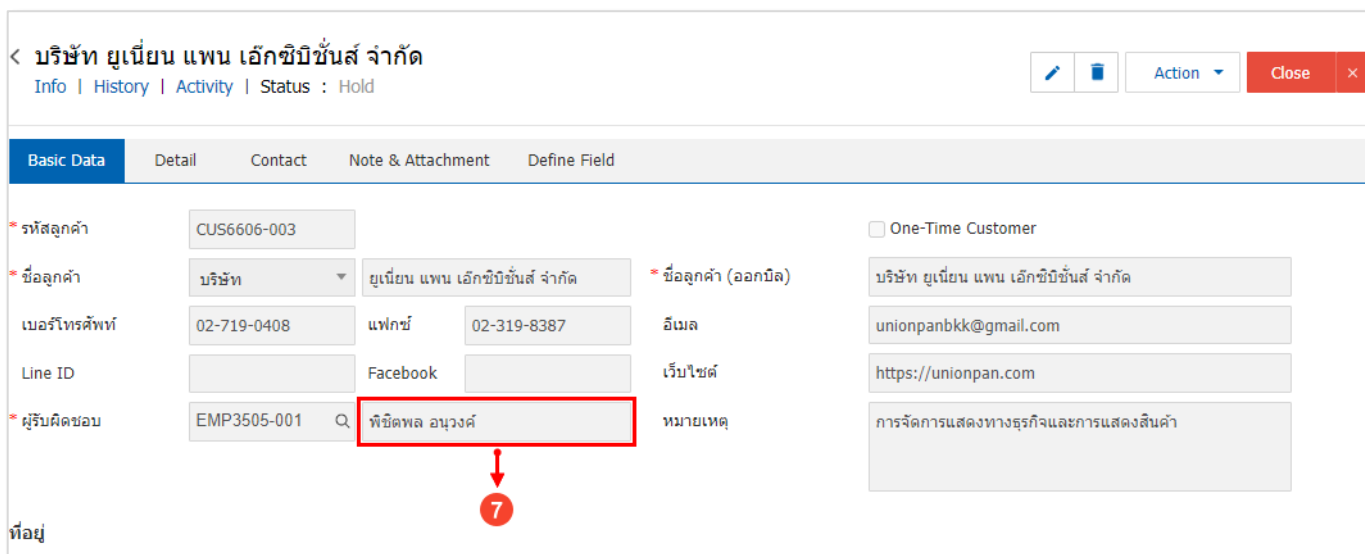 < บริษัท ยูเนี่ยน แพน เอ๊กซิบิชั่นส์ จำกัด
Info | History | Activity | Status : Hold
Action Close ×
Basic Data Detail Contact Note & Attachment Define Field
* รหัสลูกค้า CUS6606-003 One-Time Customer
* ชื่อลูกค้า บริษัท ยูเนี่ยน แพน เอ๊กซิบิชั่นส์ จำกัด * ชื่อลูกค้า (ออกบิล) บริษัท ยูเนี่ยน แพน เอ๊กซิบิชั่นส์ จำกัด
เบอร์โทรศัพท์ 02-719-0408 แฟกซ์ 02-319-8387 อีเมล unionpanbkk@gmail.com
Line ID Facebook เว็บไซต์ https://unionpan.com
* ผู้รับผิดชอบ EMP3505-001 พิชิตพล อนุวงค์ หมายเหตุ การจัดการแสดงทางธุรกิจและการแสดงสินค้า
7
ที่อยู่